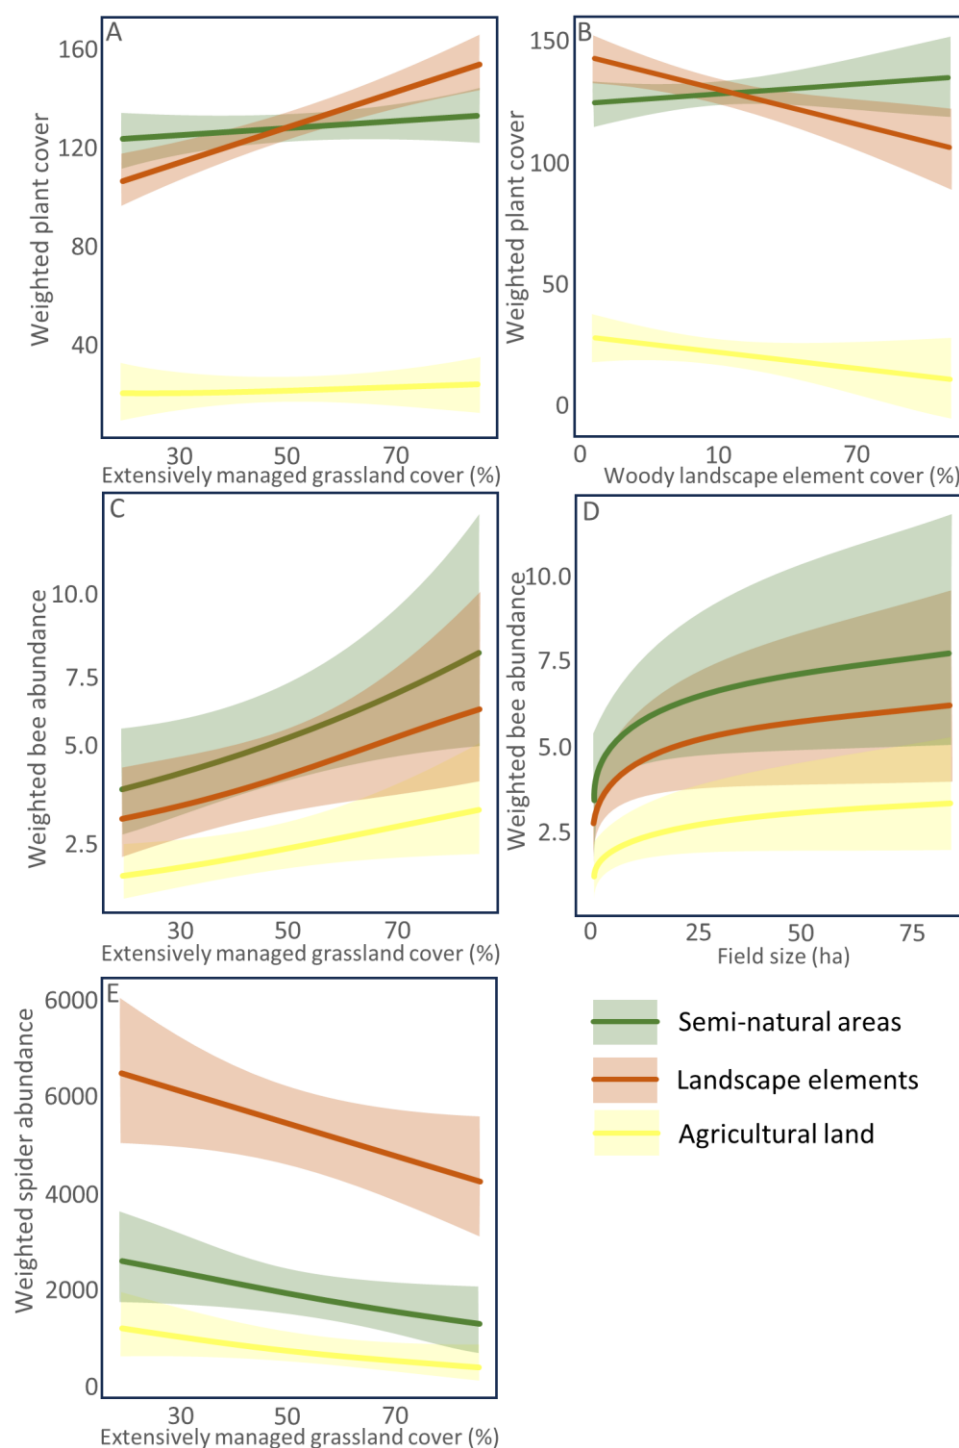 A
160
120
80
40
Weighted plant cover
30 50 70
Extensively managed grassland cover (%)
B
150
100
50
0
Weighted plant cover
0 10 70
Woody landscape element cover (%)
C
10.0
7.5
5.0
2.5
Weighted bee abundance
30 50 70
Extensively managed grassland cover (%)
D
10.0
7.5
5.0
2.5
Weighted bee abundance
0 25 50 75
Field size (ha)
E
6000
6000
4000
2000
0
Weighted spider abundance
30 50 70
Extensively managed grassland cover (%)
Semi-natural areas
Landscape elements
Agricultural land